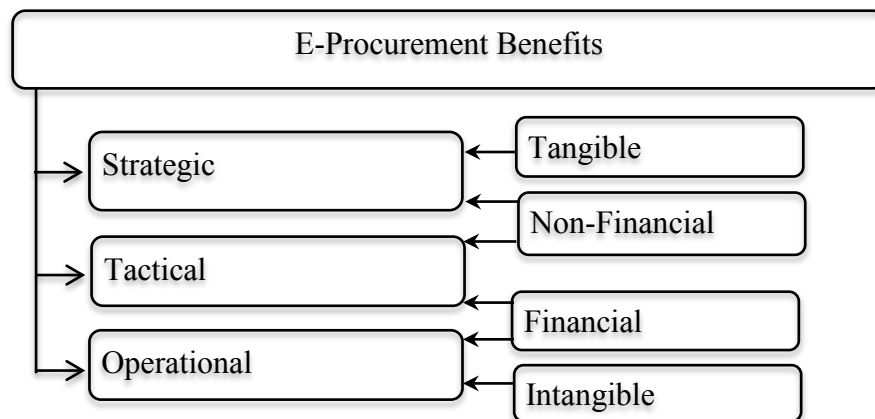 E-Procurement Benefits
Strategic
Tangible
Non-Financial
Tactical
Financial
Operational
Intangible